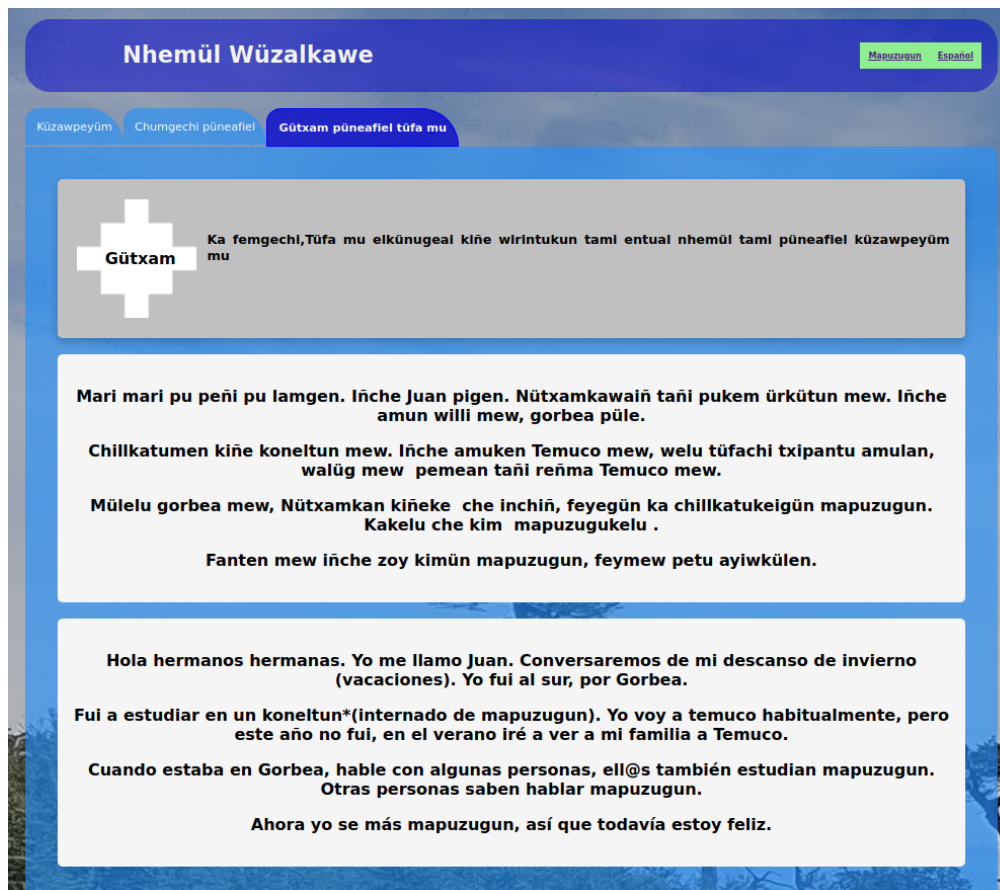 Nhemül Wüzalkawe
Mapuzugun Español
Küzawpeyüm Chumgechi püneafiel Gütxam püneafiel tüfa mu
Gütxam
Ka femgechi,Tüfa mu elkünugeai kiñe wirintukun tami entual nhemül tami püneafiel küzawpeyüm
mu
Mari mari pu peñi pu lamgen. Iñche Juan pigen. Nütxamkawaiñ tañi pukem ürkütun mew. Iñche
amun willi mew, gorbea püle.
Chillkatumen kiñe koneltun mew. Iñche amuken Temuco mew, welu tüfachi txipantu amulan,
walüg mew pemean tañi reñma Temuco mew.
Mülelu gorbea mew, Nütxamkan kiñeke che inchiñ, feyegün ka chillkatukeigün mapuzugun.
Kakelu che kim mapuzugukelu .
Fanten mew iñche zoy kimün mapuzugun, feymew petu ayiwkülen.
Hola hermanos hermanas. Yo me llamo Juan. Conversaremos de mi descanso de invierno
(vacaciones). Yo fui al sur, por Gorbea.
Fui a estudiar en un koneltun*(internado de mapuzugun). Yo voy a temuco habitualmente, pero
este año no fui, en el verano iré a ver a mi familia a Temuco.
Cuando estaba en Gorbea, hable con algunas personas, ell@s también estudian mapuzugun.
Otras personas saben hablar mapuzugun.
Ahora yo se más mapuzugun, así que todavía estoy feliz.